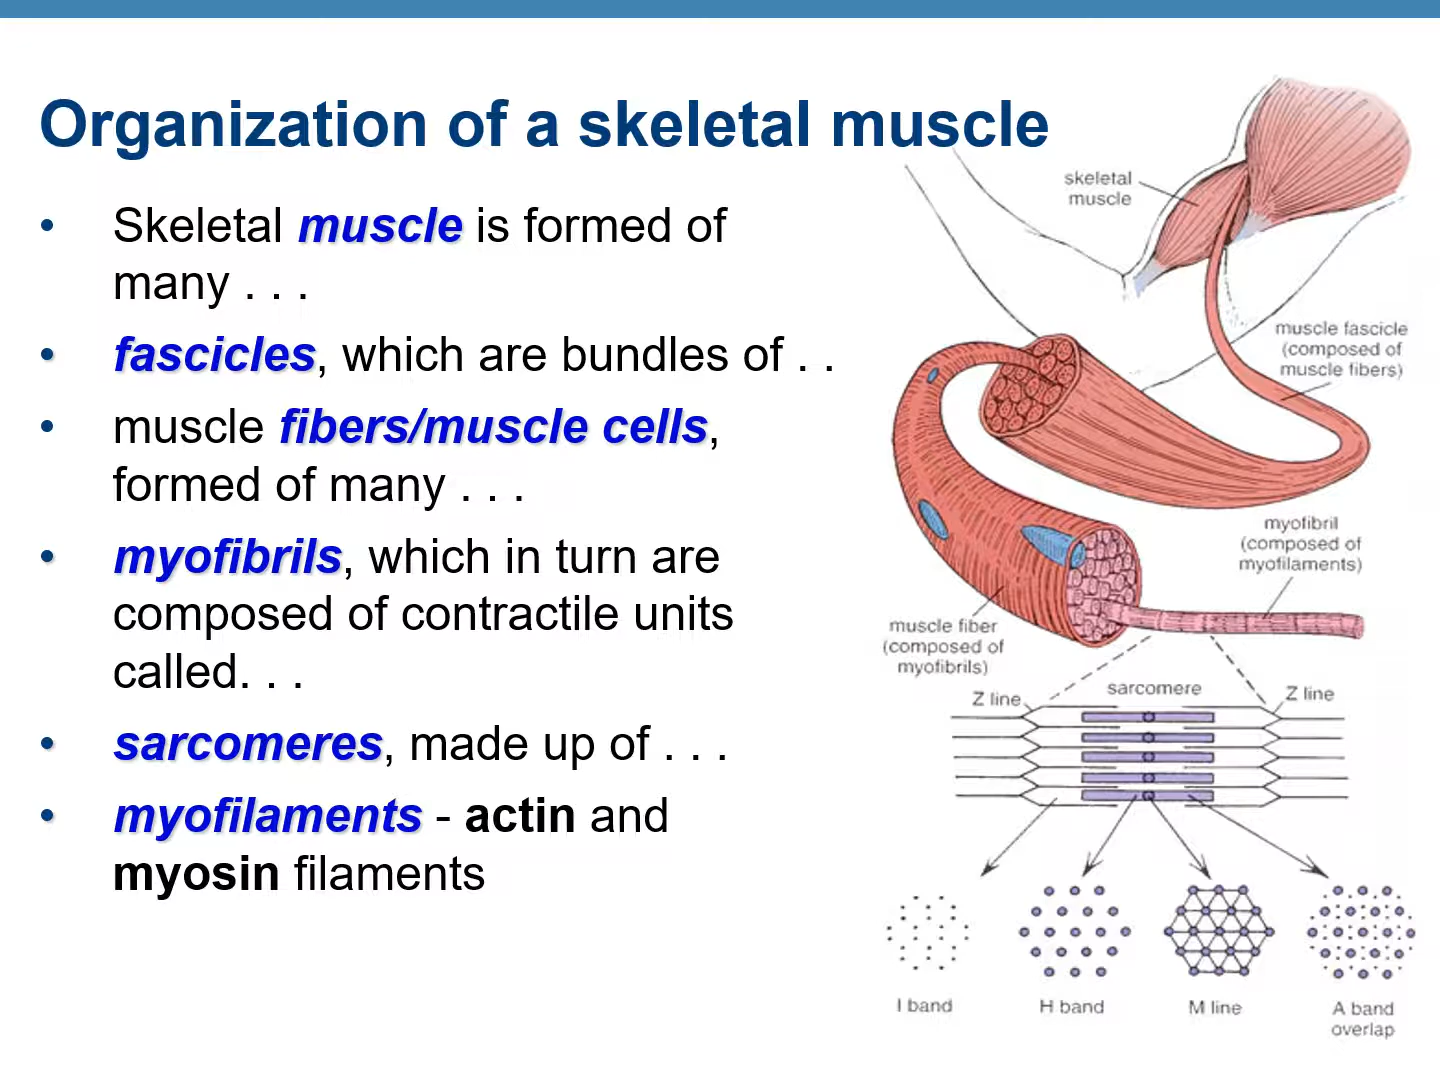 Organization of a skeletal muscle
• Skeletal muscle is formed of
many . . .
• fascicles, which are bundles of . .
• muscle fibers/muscle cells,
formed of many . . .
• myofibrils, which in turn are
composed of contractile units
called. . .
• sarcomeres, made up of . . .
• myofilaments - actin and
myosin filaments
skeletal
muscle
muscle fascicle
(composed of
muscle fibers)
myofibril
(composed of
myofilaments)
muscle fiber
(composed of
myofibrils)
Z line
sarcomere
Z line
I band
H band
M line
A band
overlap